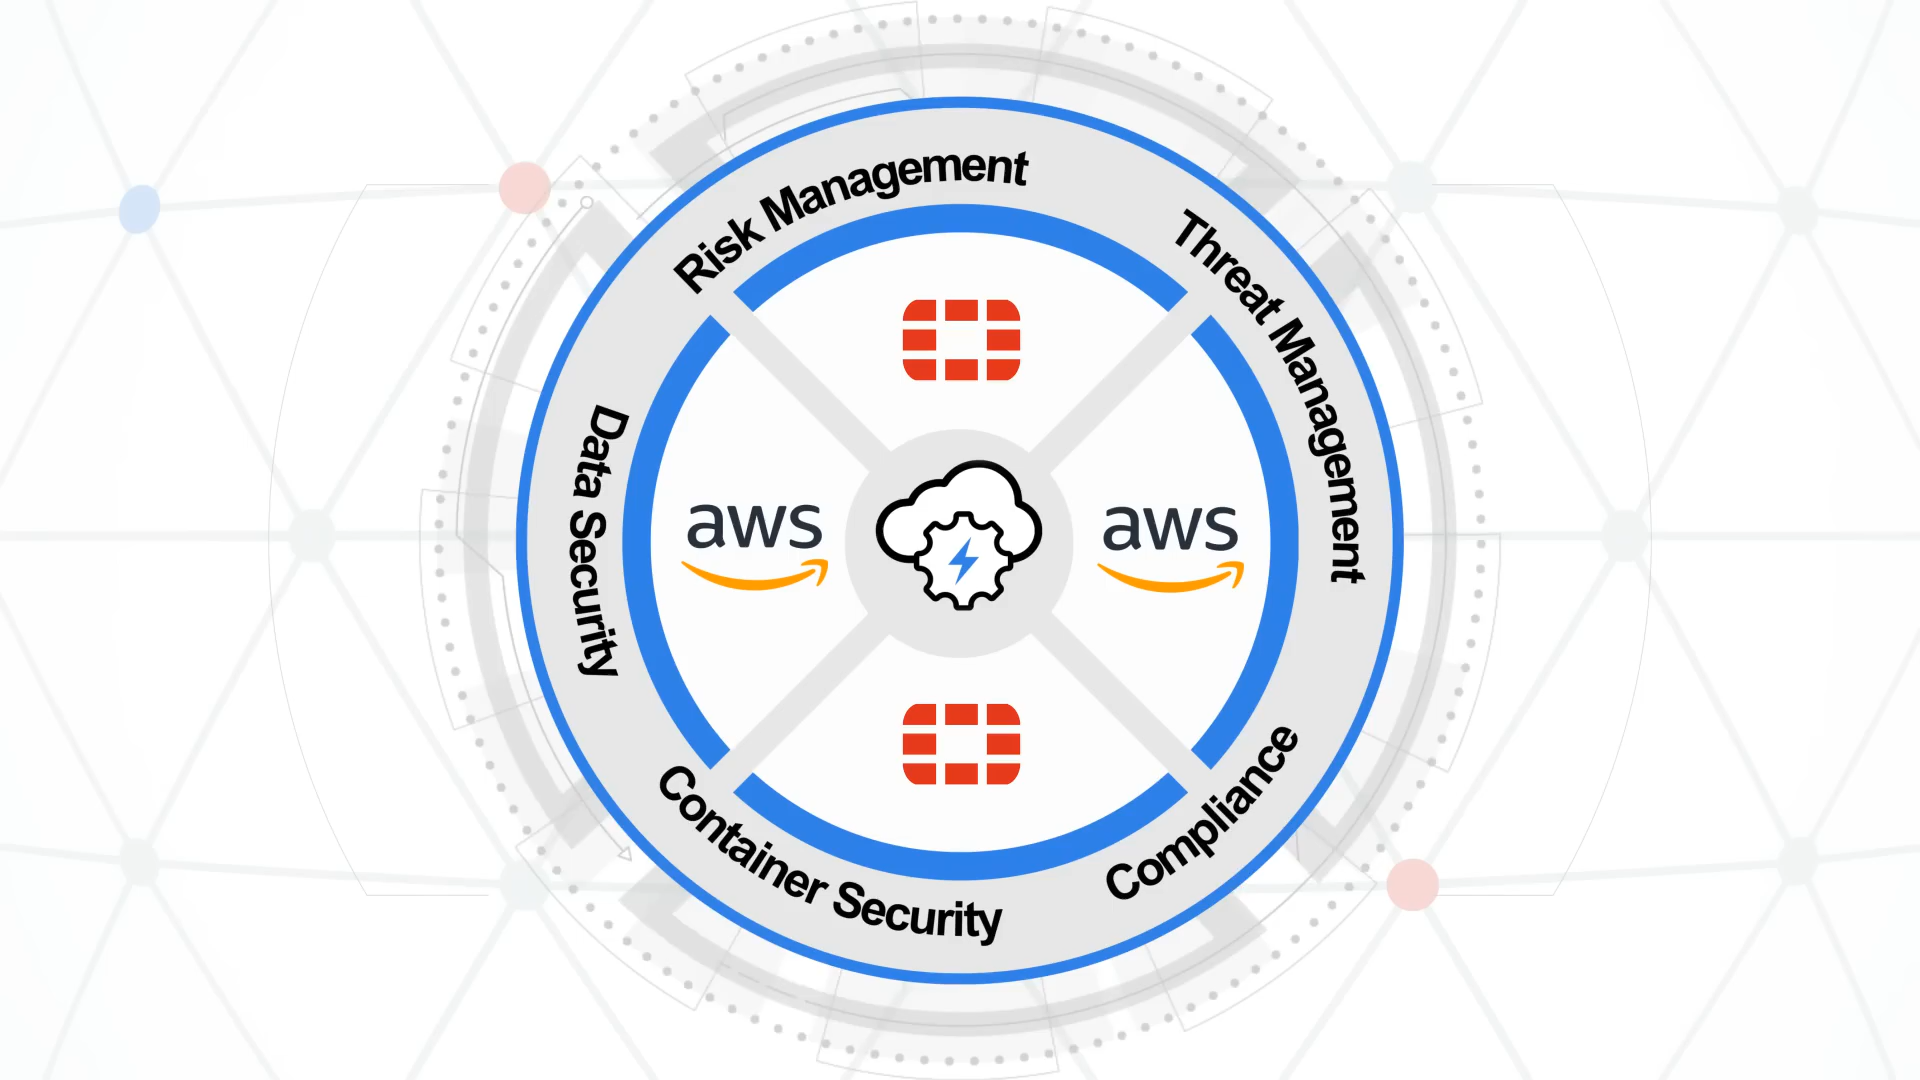 Risk Management
Threat Management
Data Security
aws
aws
Container Security
Compliance